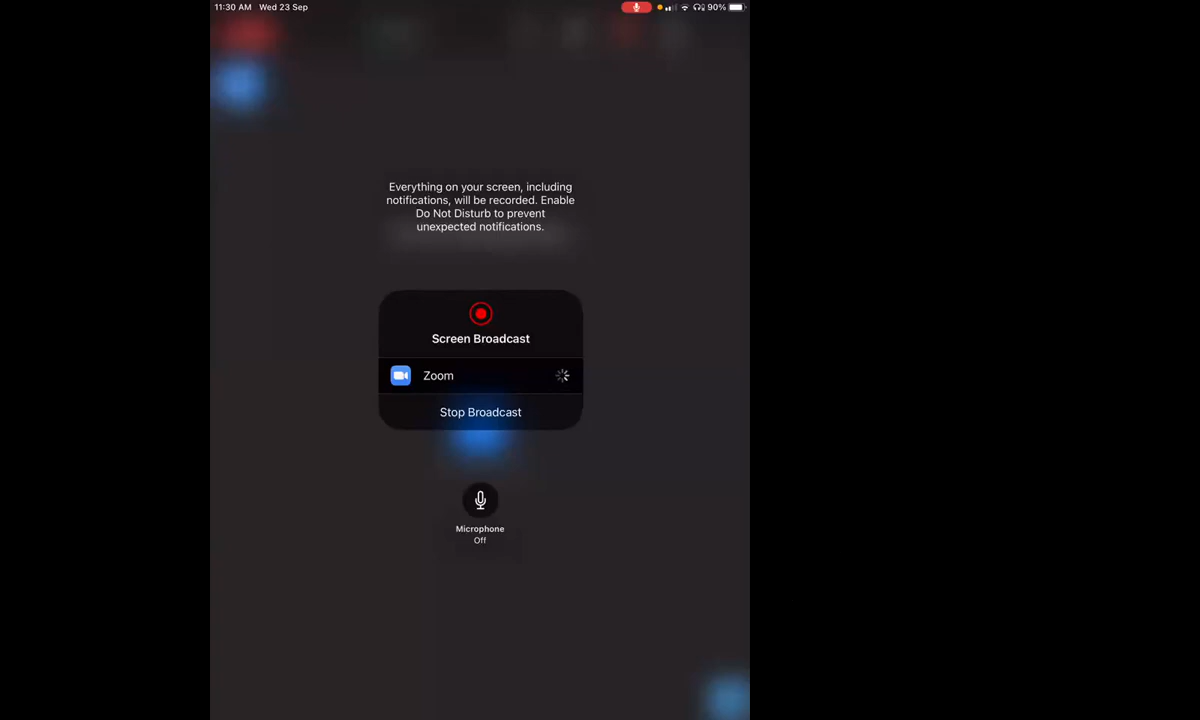 11:30 AM Wed 23 Sep 90%
Everything on your screen, including
notifications, will be recorded. Enable
Do Not Disturb to prevent
unexpected notifications.
Screen Broadcast
Zoom
Stop Broadcast
Microphone
Off